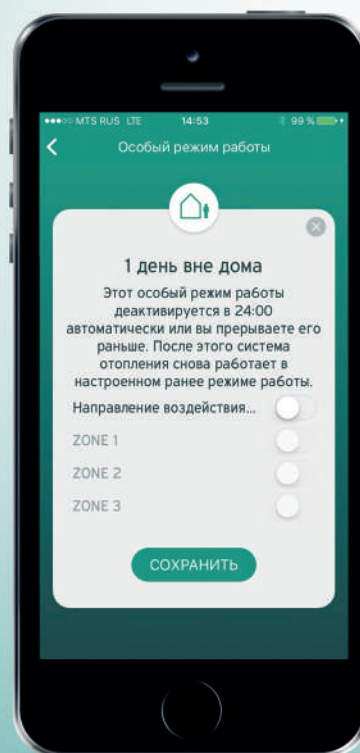 MTS RUS LTE 14:53 99 %
Особый режим работы
1 день вне дома
Этот особый режим работы
деактивируется в 24:00
автоматически или вы прерываете его
раньше. После этого система
отопления снова работает в
настроенном ранее режиме работы.
Направление воздействия...
ZONE 1
ZONE 2
ZONE 3
СОХРАНИТЬ